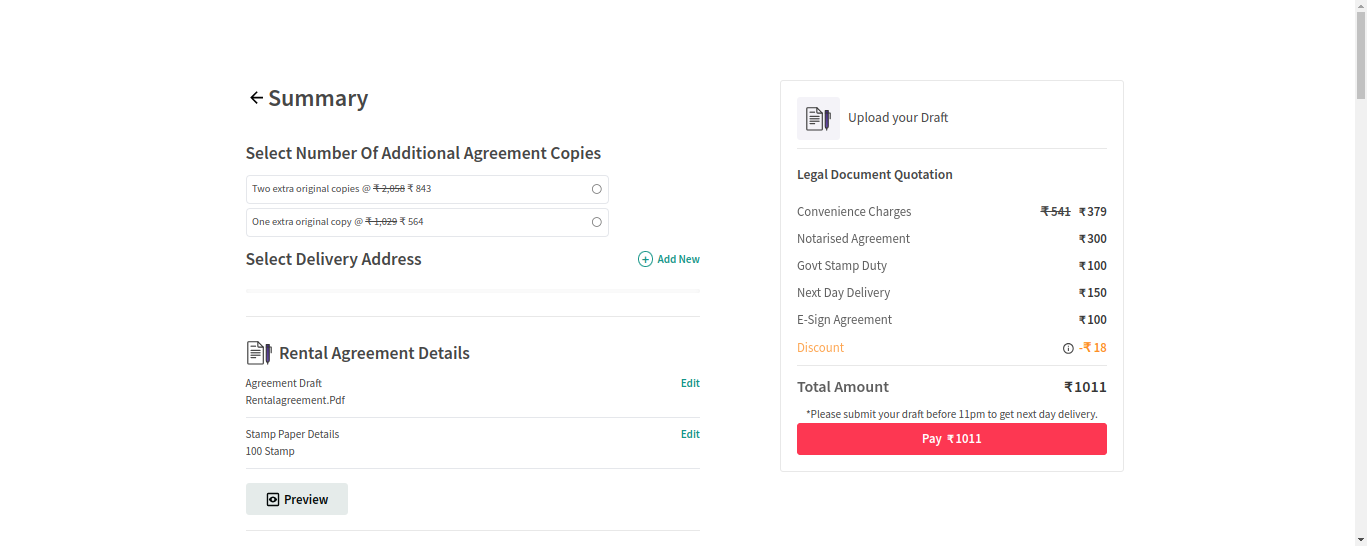 Summary
Select Number Of Additional Agreement Copies
Two extra original copies @ ₹ 2,058 ₹ 843
One extra original copy @ ₹ 1,029 ₹ 564
Select Delivery Address
Add New
Rental Agreement Details
Agreement Draft
Edit
Rentalagreement.Pdf
Stamp Paper Details
Edit
100 Stamp
Preview
Upload your Draft
Legal Document Quotation
Convenience Charges ₹541 ₹379
Notarised Agreement ₹300
Govt Stamp Duty ₹100
Next Day Delivery ₹150
E-Sign Agreement ₹100
Discount -₹ 18
Total Amount ₹1011
*Please submit your draft before 11pm to get next day delivery.
Pay ₹1011